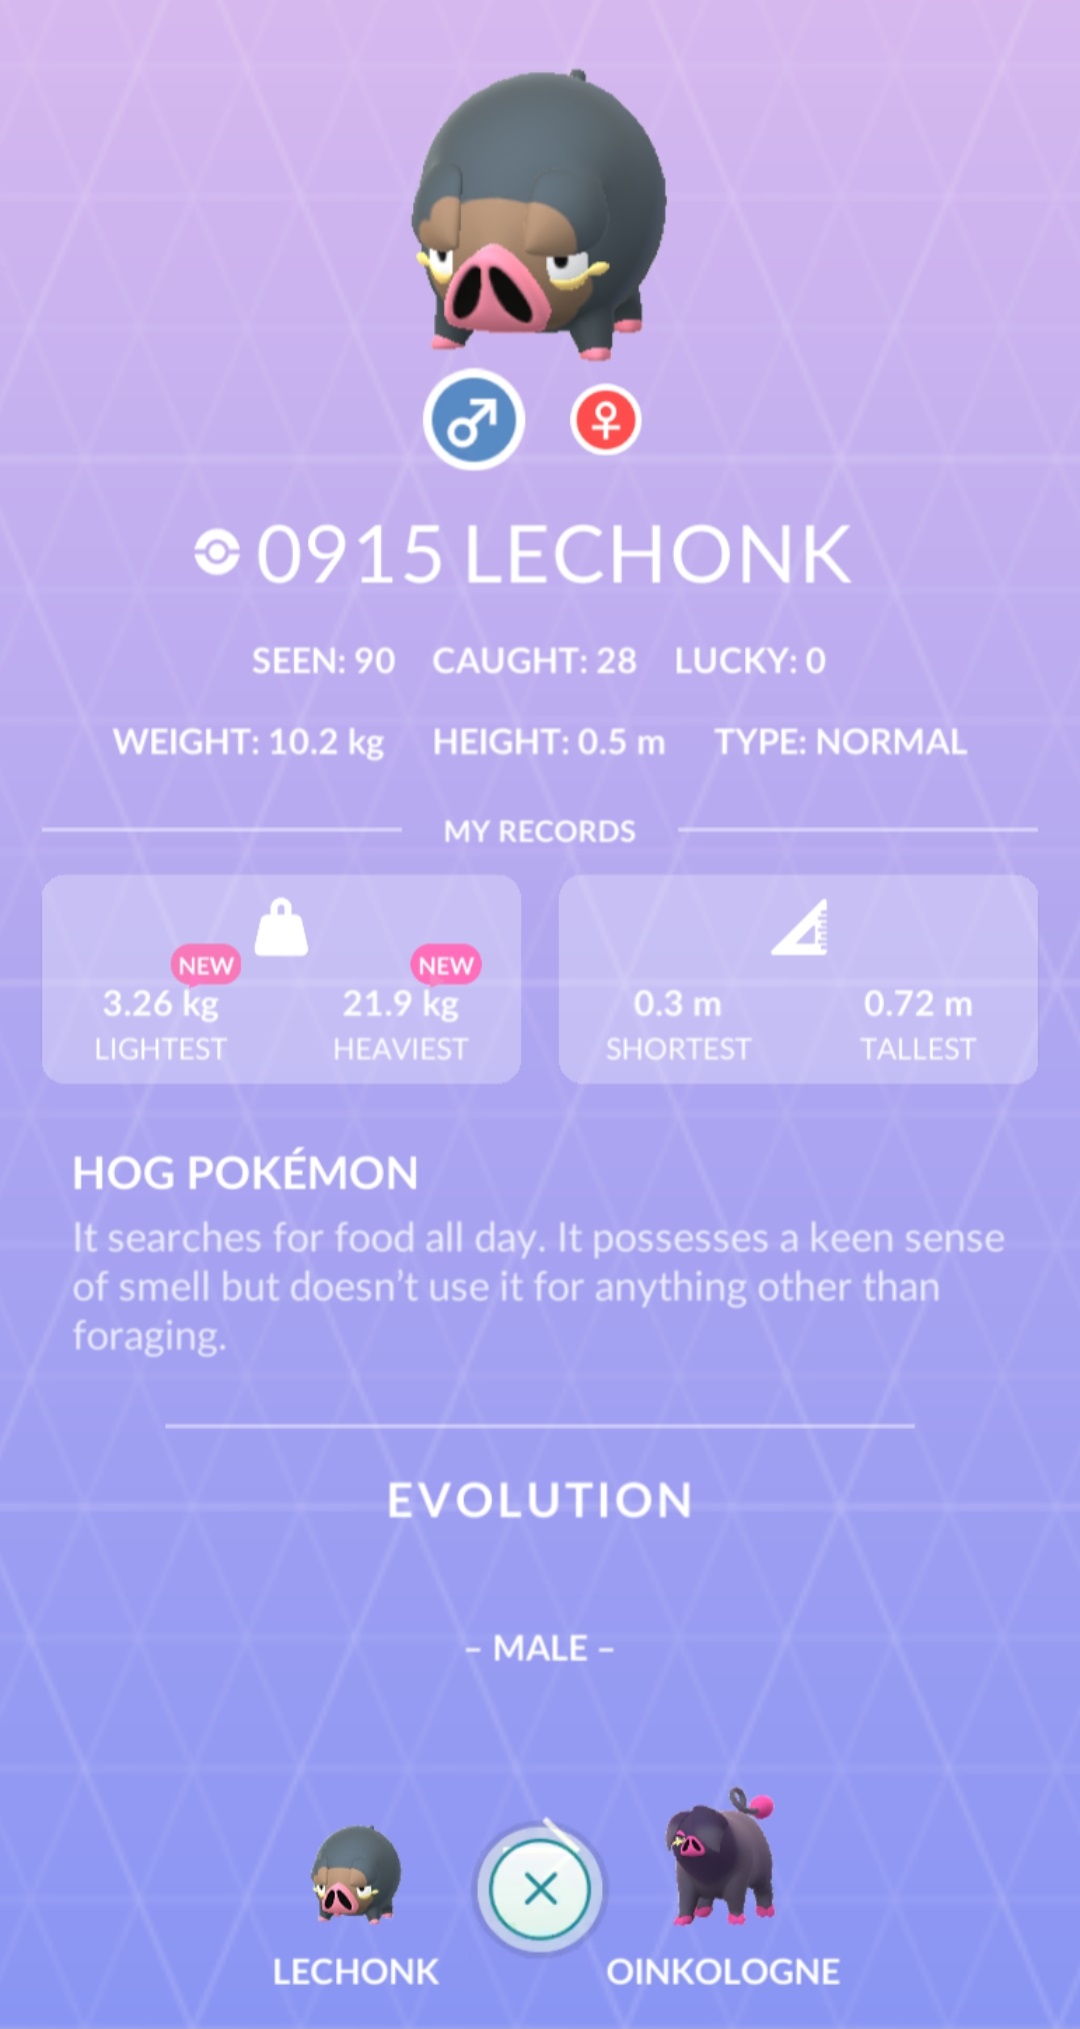 0915 LECHONK
SEEN: 90 CAUGHT: 28 LUCKY: 0
WEIGHT: 10.2 kg HEIGHT: 0.5 m TYPE: NORMAL
MY RECORDS
NEW NEW
3.26 kg 21.9 kg 0.3 m 0.72 m
LIGHTEST HEAVIEST SHORTEST TALLEST
HOG POKÉMON
It searches for food all day. It possesses a keen sense
of smell but doesn’t use it for anything other than
foraging.
EVOLUTION
– MALE –
LECHONK OINKOLOGNE